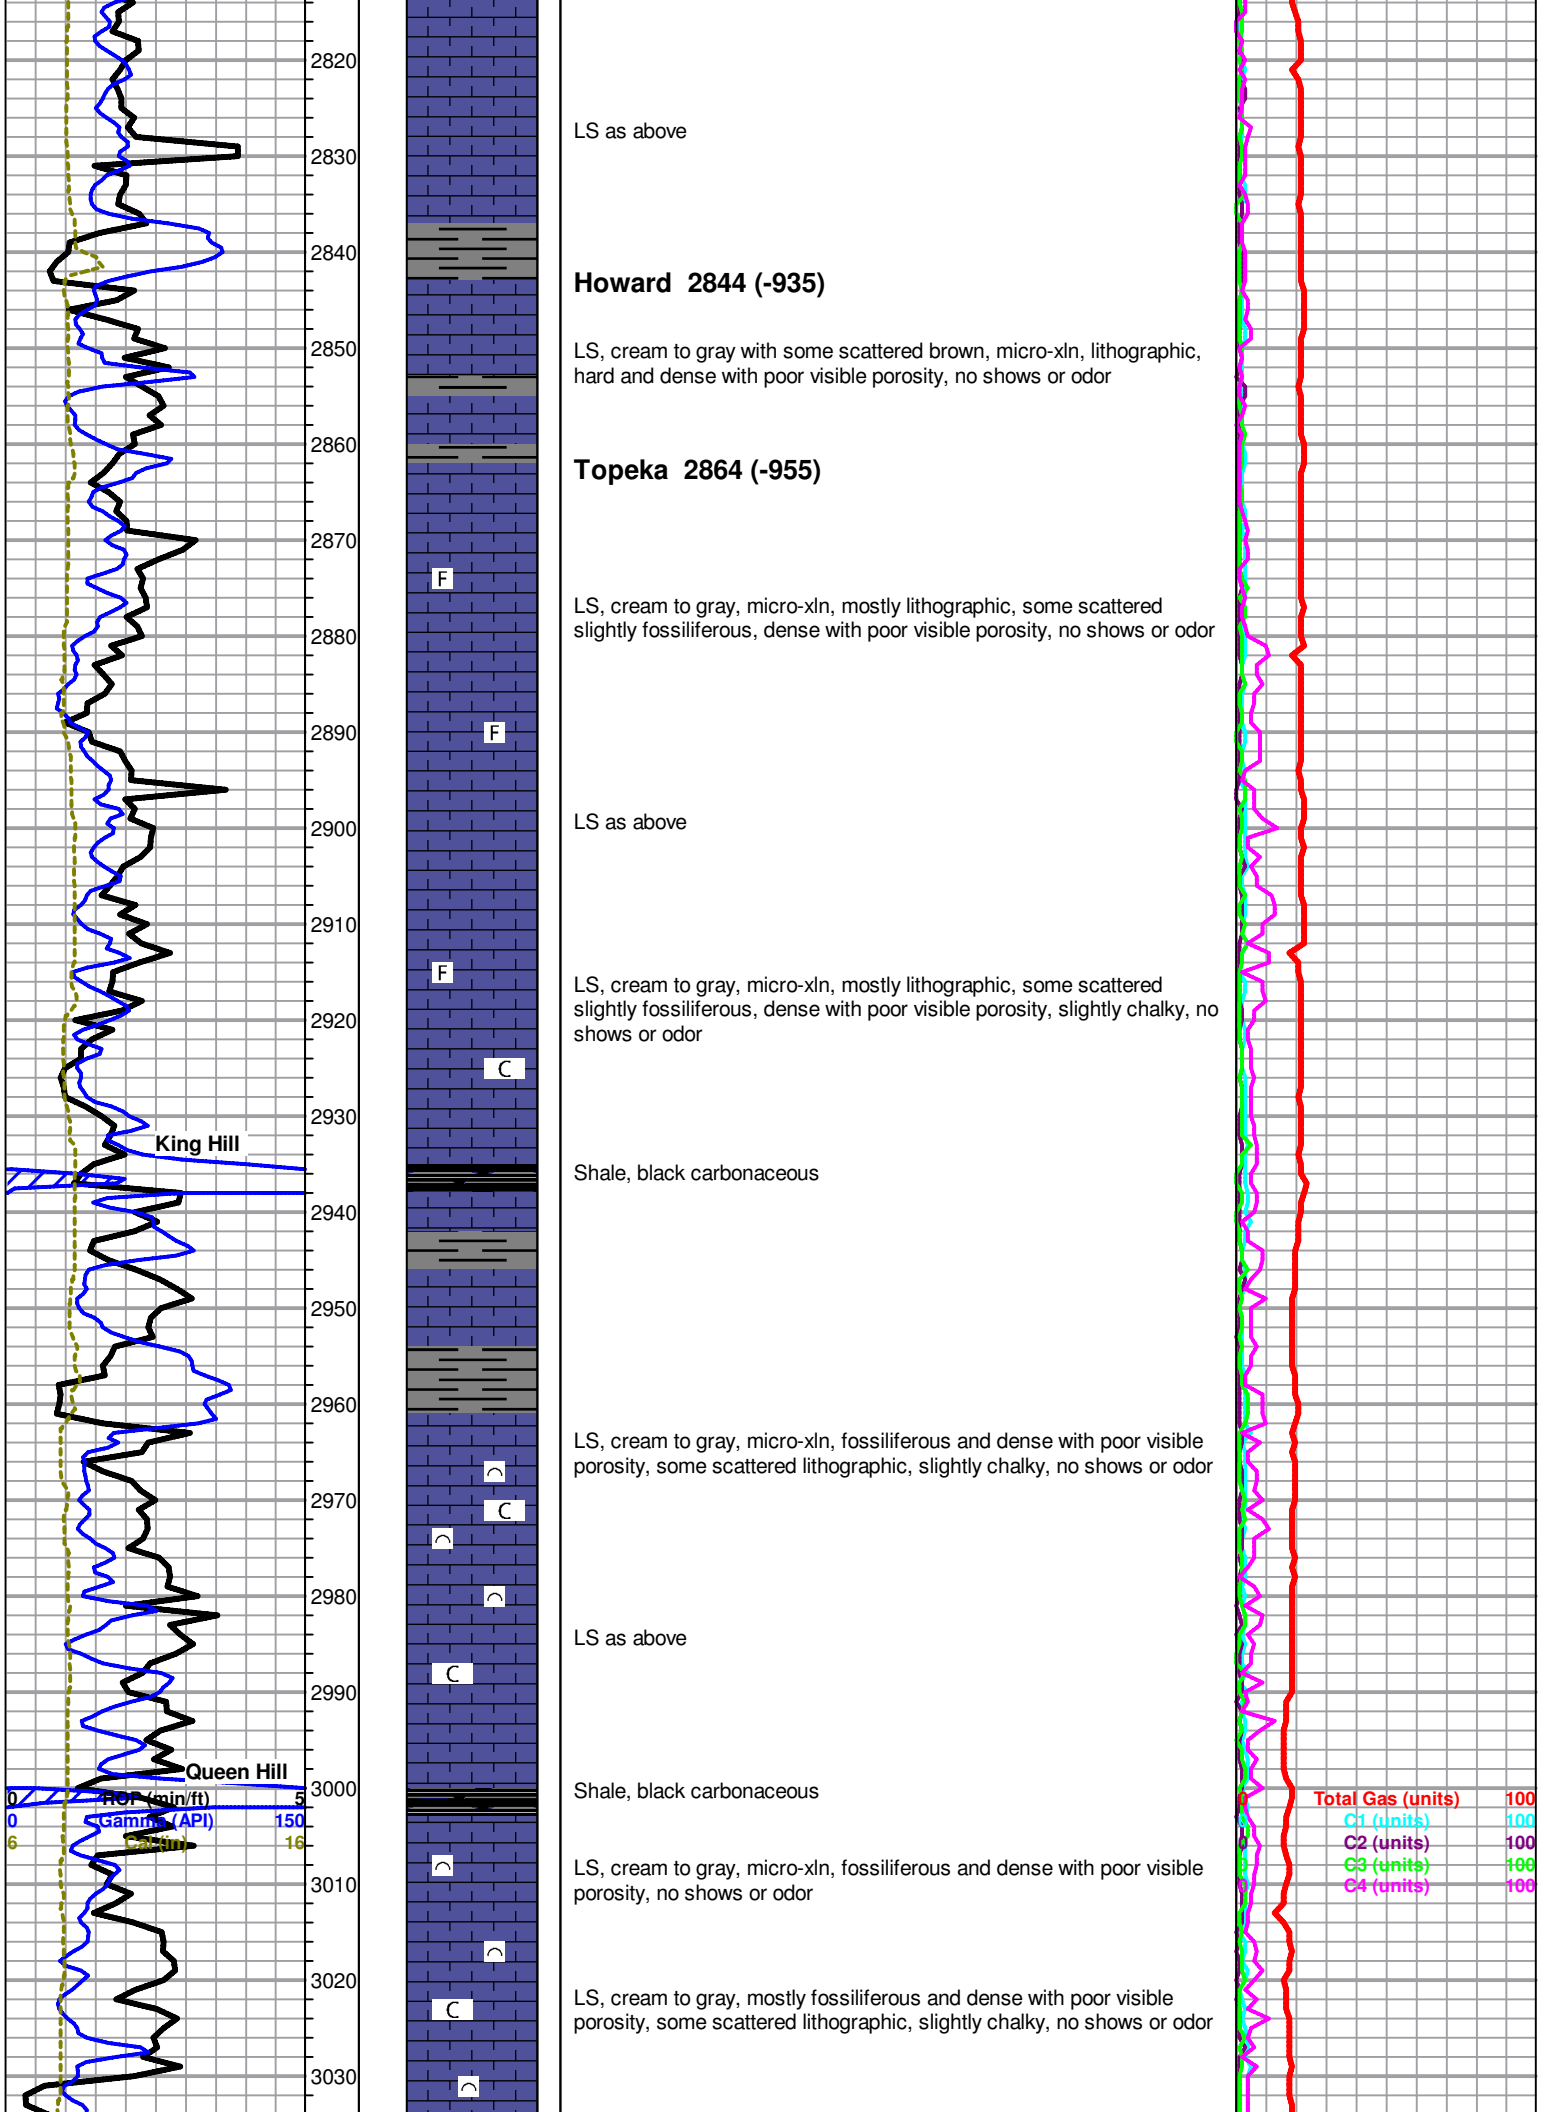 2820
LS as above
2830
2840
Howard 2844 (-935)
2850
LS, cream to gray with some scattered brown, micro-xln, lithographic,
hard and dense with poor visible porosity, no shows or odor
2860
Topeka 2864 (-955)
2870
F
LS, cream to gray, micro-xln, mostly lithographic, some scattered
slightly fossiliferous, dense with poor visible porosity, no shows or odor
2880
2890
F
2900
LS as above
2910
F
LS, cream to gray, micro-xln, mostly lithographic, some scattered
slightly fossiliferous, dense with poor visible porosity, slightly chalky, no
shows or odor
2920
C
2930
King Hill
Shale, black carbonaceous
2940
2950
2960
LS, cream to gray, micro-xln, fossiliferous and dense with poor visible
porosity, some scattered lithographic, slightly chalky, no shows or odor
2970
C
2980
LS as above
C
2990
Queen Hill
3000
Shale, black carbonaceous
0 ROP (min/ft) 5
0 Gamma (API) 150
6 Cal (in) 16
0 Total Gas (units) 100
0 C1 (units) 100
0 C2 (units) 100
0 C3 (units) 100
0 C4 (units) 100
LS, cream to gray, micro-xln, fossiliferous and dense with poor visible
porosity, no shows or odor
3010
3020
LS, cream to gray, mostly fossiliferous and dense with poor visible
porosity, some scattered lithographic, slightly chalky, no shows or odor
C
3030